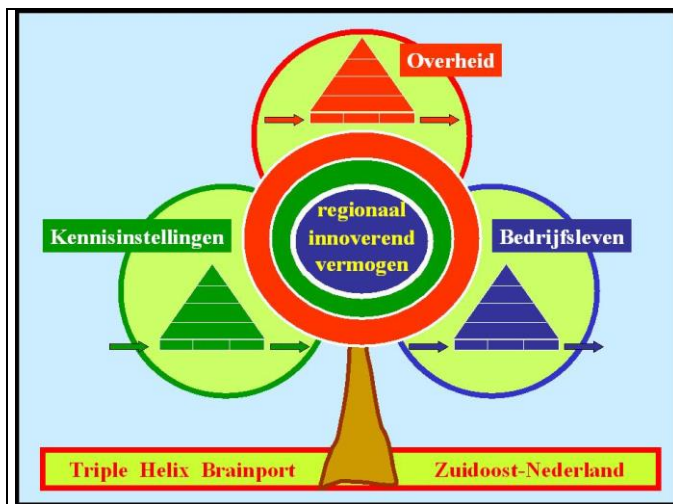 Overheid
regionaal
innoverend
vermogen
Kennisinstellingen
Bedrijfsleven
Triple Helix Brainport
Zuidoost-Nederland